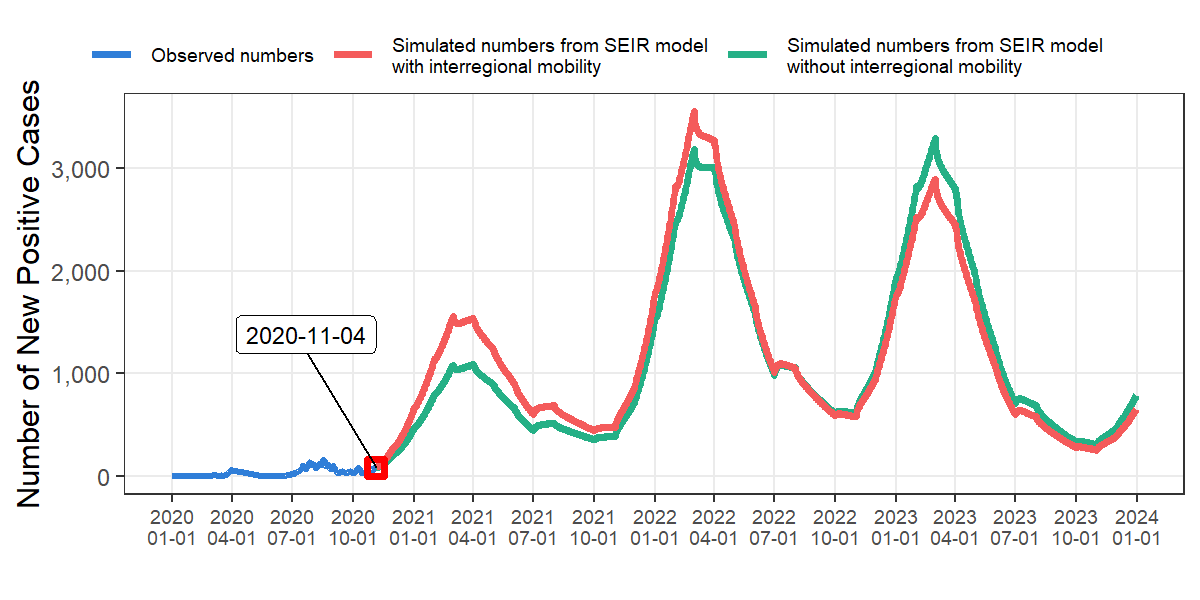 Observed numbers
Simulated numbers from SEIR model
with interregional mobility
Simulated numbers from SEIR model
without interregional mobility
Number of New Positive Cases
3,000
2,000
1,000
0
2020-11-04
2020 2020 2020 2020 2021 2021 2021 2021 2022 2022 2022 2022 2023 2023 2023 2023 2024
01-01 04-01 07-01 10-01 01-01 04-01 07-01 10-01 01-01 04-01 07-01 10-01 01-01 04-01 07-01 10-01 01-01